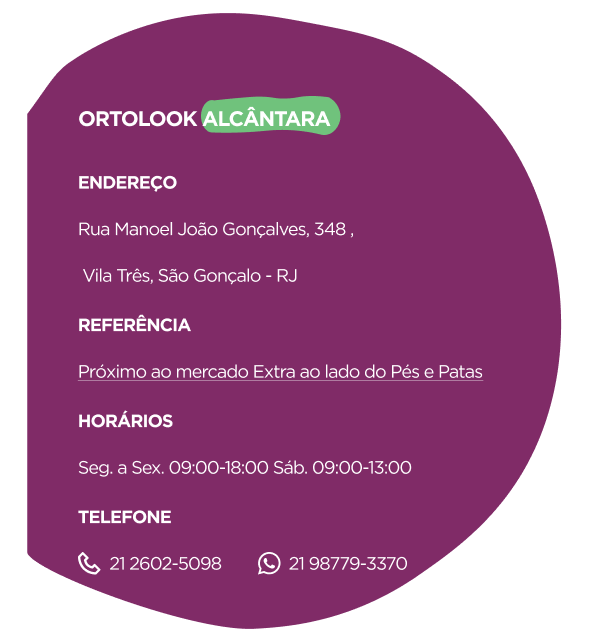 ORTOLOOK ALCÂNTARA
ENDEREÇO
Rua Manoel João Gonçalves, 348 ,
Vila Três, São Gonçalo - RJ
REFERÊNCIA
Próximo ao mercado Extra ao lado do Pés e Patas
HORÁRIOS
Seg. a Sex. 09:00-18:00 Sáb. 09:00-13:00
TELEFONE
21 2602-5098 21 98779-3370